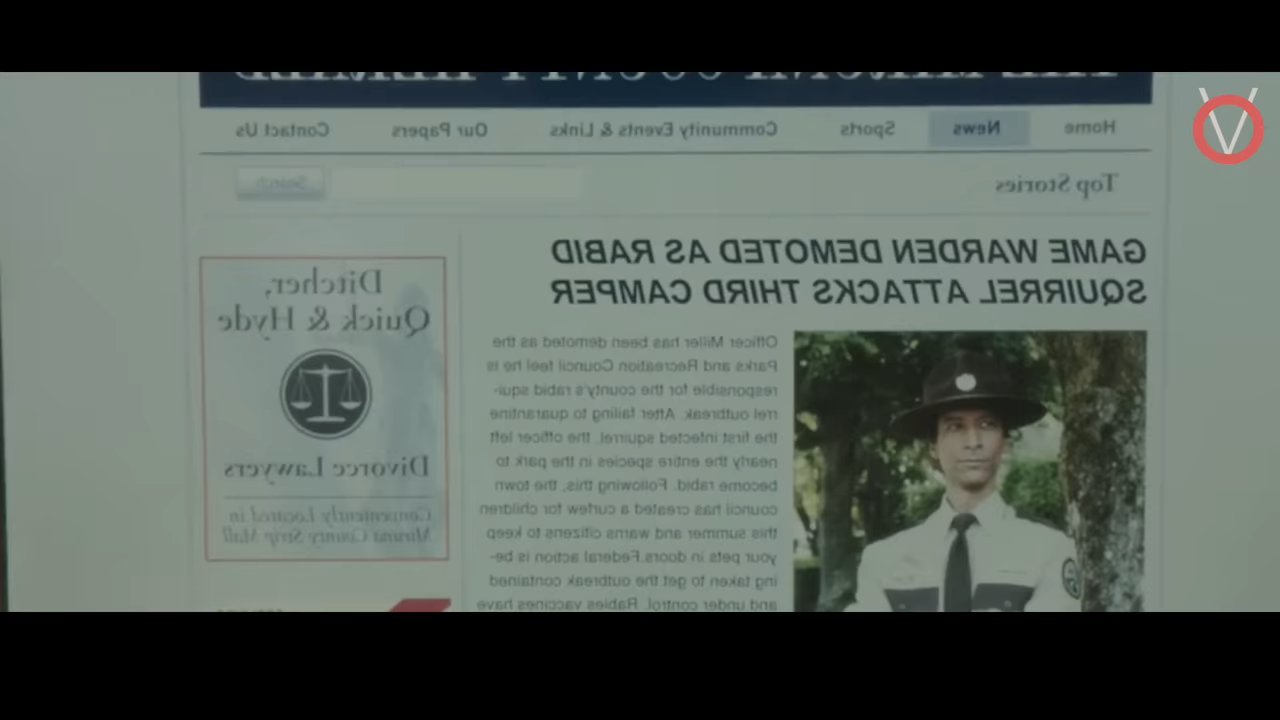 THE MIRUNA COUNTY HERALD
Home News Sports Community Events & Links Our Papers Contact Us
Top Stories
Search
GAME WARDEN DEMOTED AS RABID
SQUIRREL ATTACKS THIRD CAMPER
Officer Miller has been demoted as the
Parks and Recreation Council feel he is
responsible for the county's rabid squi-
rrel outbreak. After failing to quarantine
the first infected squirrel, the officer left
nearly the entire species in the park to
become rabid. Following this, the town
council has created a curfew for children
this summer and warns citizens to keep
your pets in doors.Federal action is be-
ing taken to get the outbreak contained
and under control. Rabies vaccines have
Ditcher,
Quick & Hyde
Divorce Lawyers
Conveniently Located in
Miruna County Strip Mall